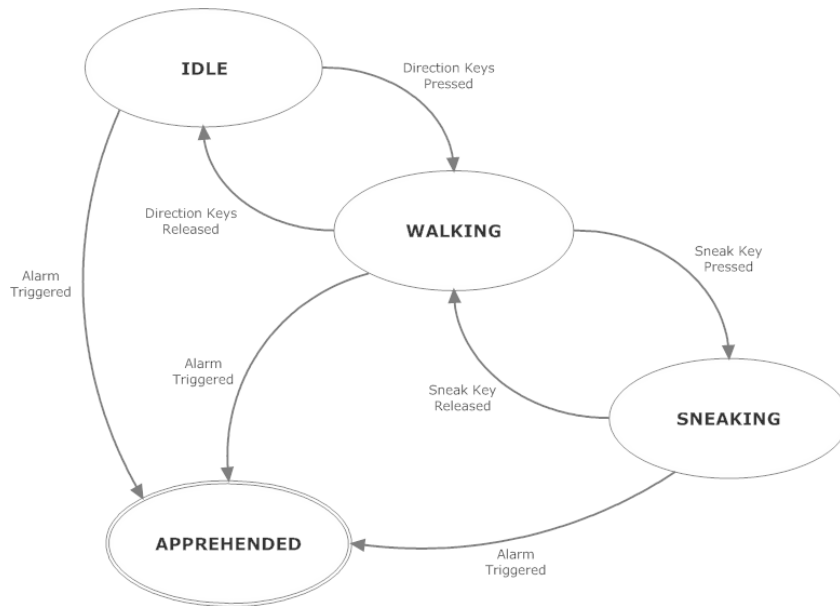 IDLE
Direction Keys
Pressed
Direction Keys
Released
WALKING
Sneak Key
Pressed
Alarm
Triggered
Alarm
Triggered
Sneak Key
Released
SNEAKING
APPREHENDED
Alarm
Triggered